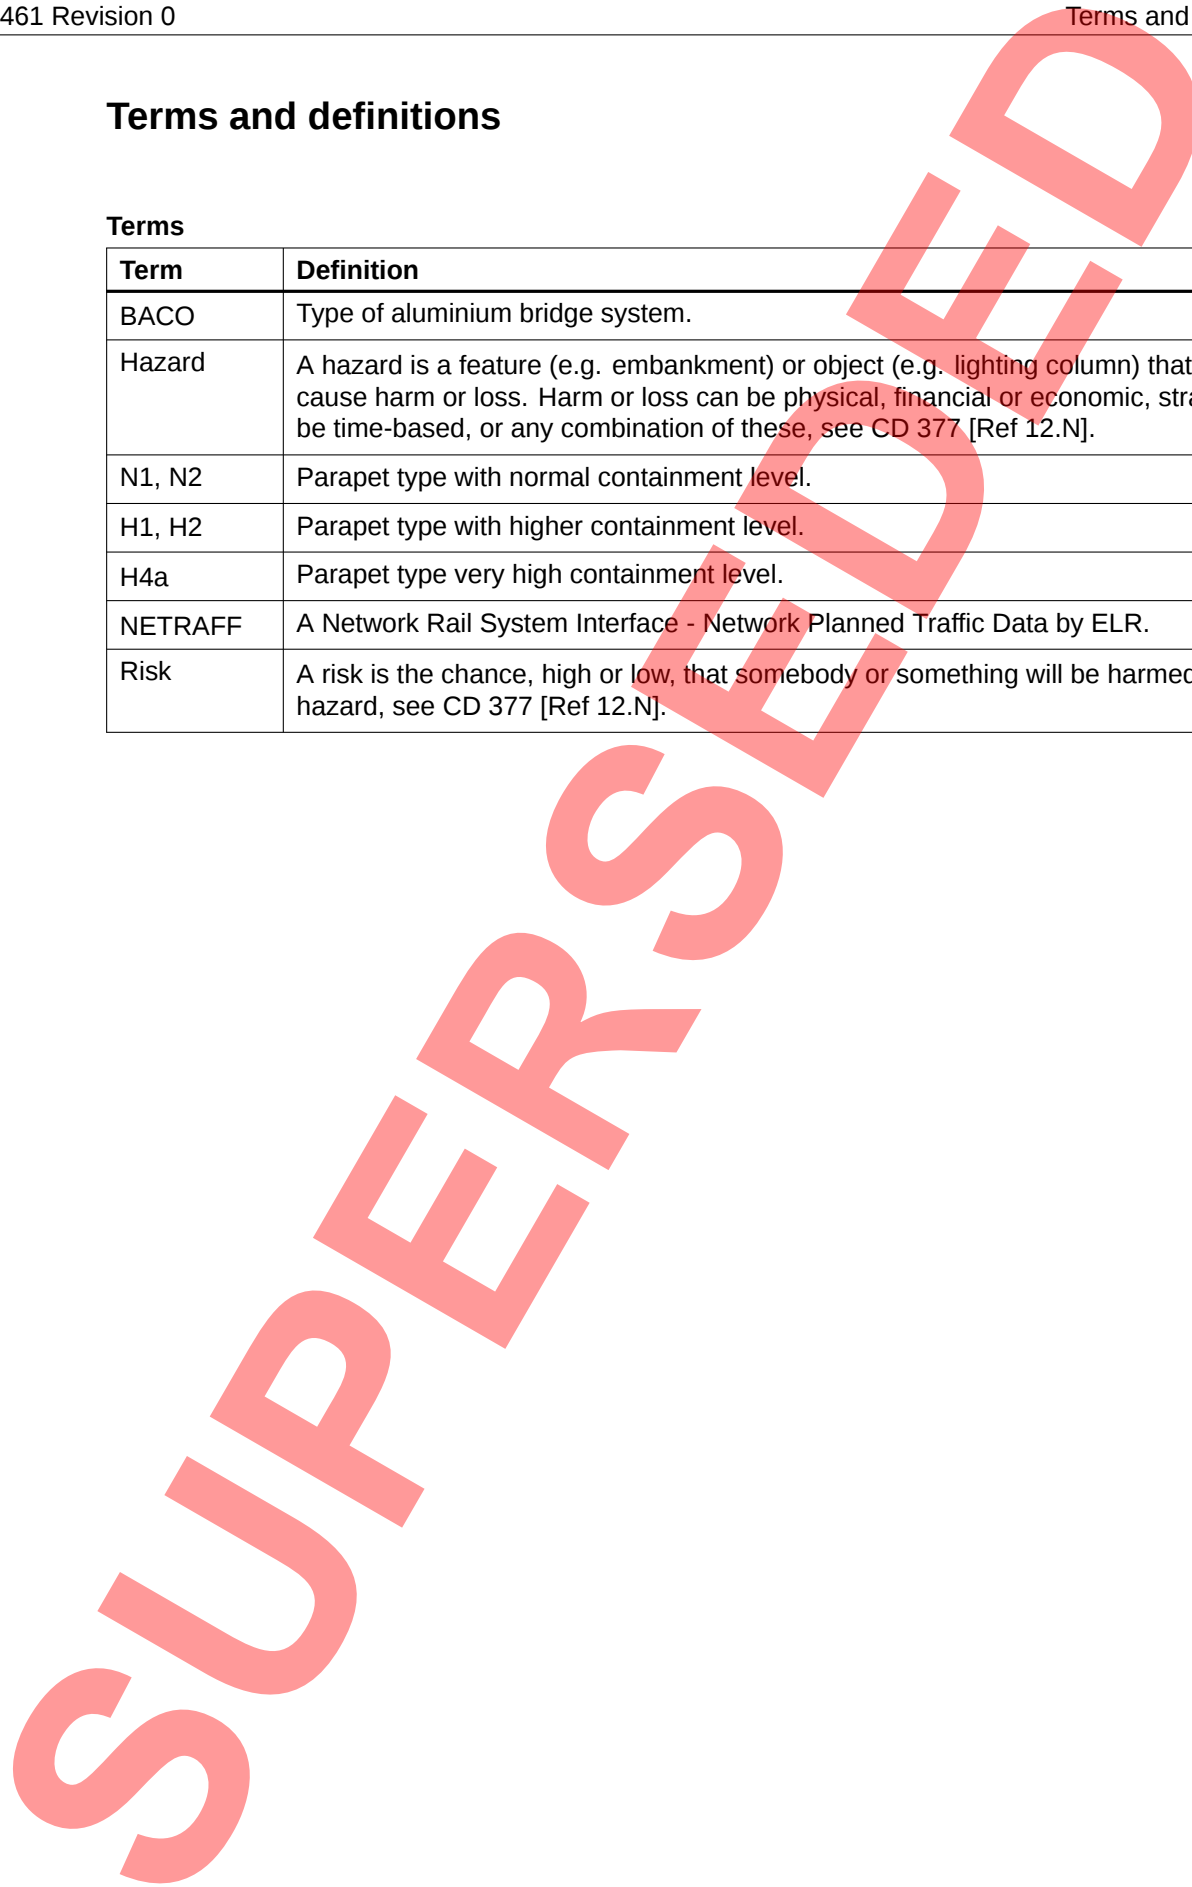 461 Revision 0
Terms and
Terms and definitions
Terms
Term Definition
BACO Type of aluminium bridge system.
Hazard A hazard is a feature (e.g. embankment) or object (e.g. lighting column) that
cause harm or loss. Harm or loss can be physical, financial or economic, stra
be time-based, or any combination of these, see CD 377 [Ref 12.N].
N1, N2 Parapet type with normal containment level.
H1, H2 Parapet type with higher containment level.
H4a Parapet type very high containment level.
NETRAFF A Network Rail System Interface - Network Planned Traffic Data by ELR.
Risk A risk is the chance, high or low, that somebody or something will be harmed
hazard, see CD 377 [Ref 12.N].
SUPERSEDED